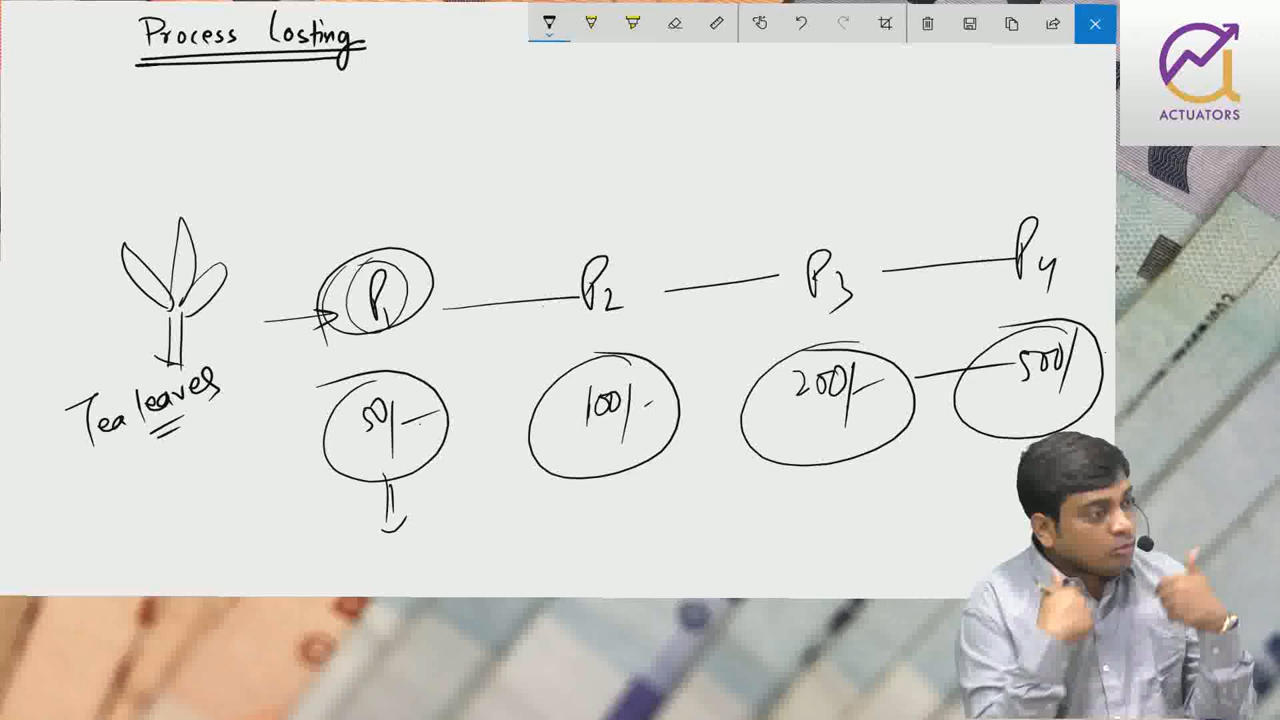 Process Costing
ACTUATORS
P1 P2 P3 P4
Tea leaves
50/- 100/- 200/- 500/-